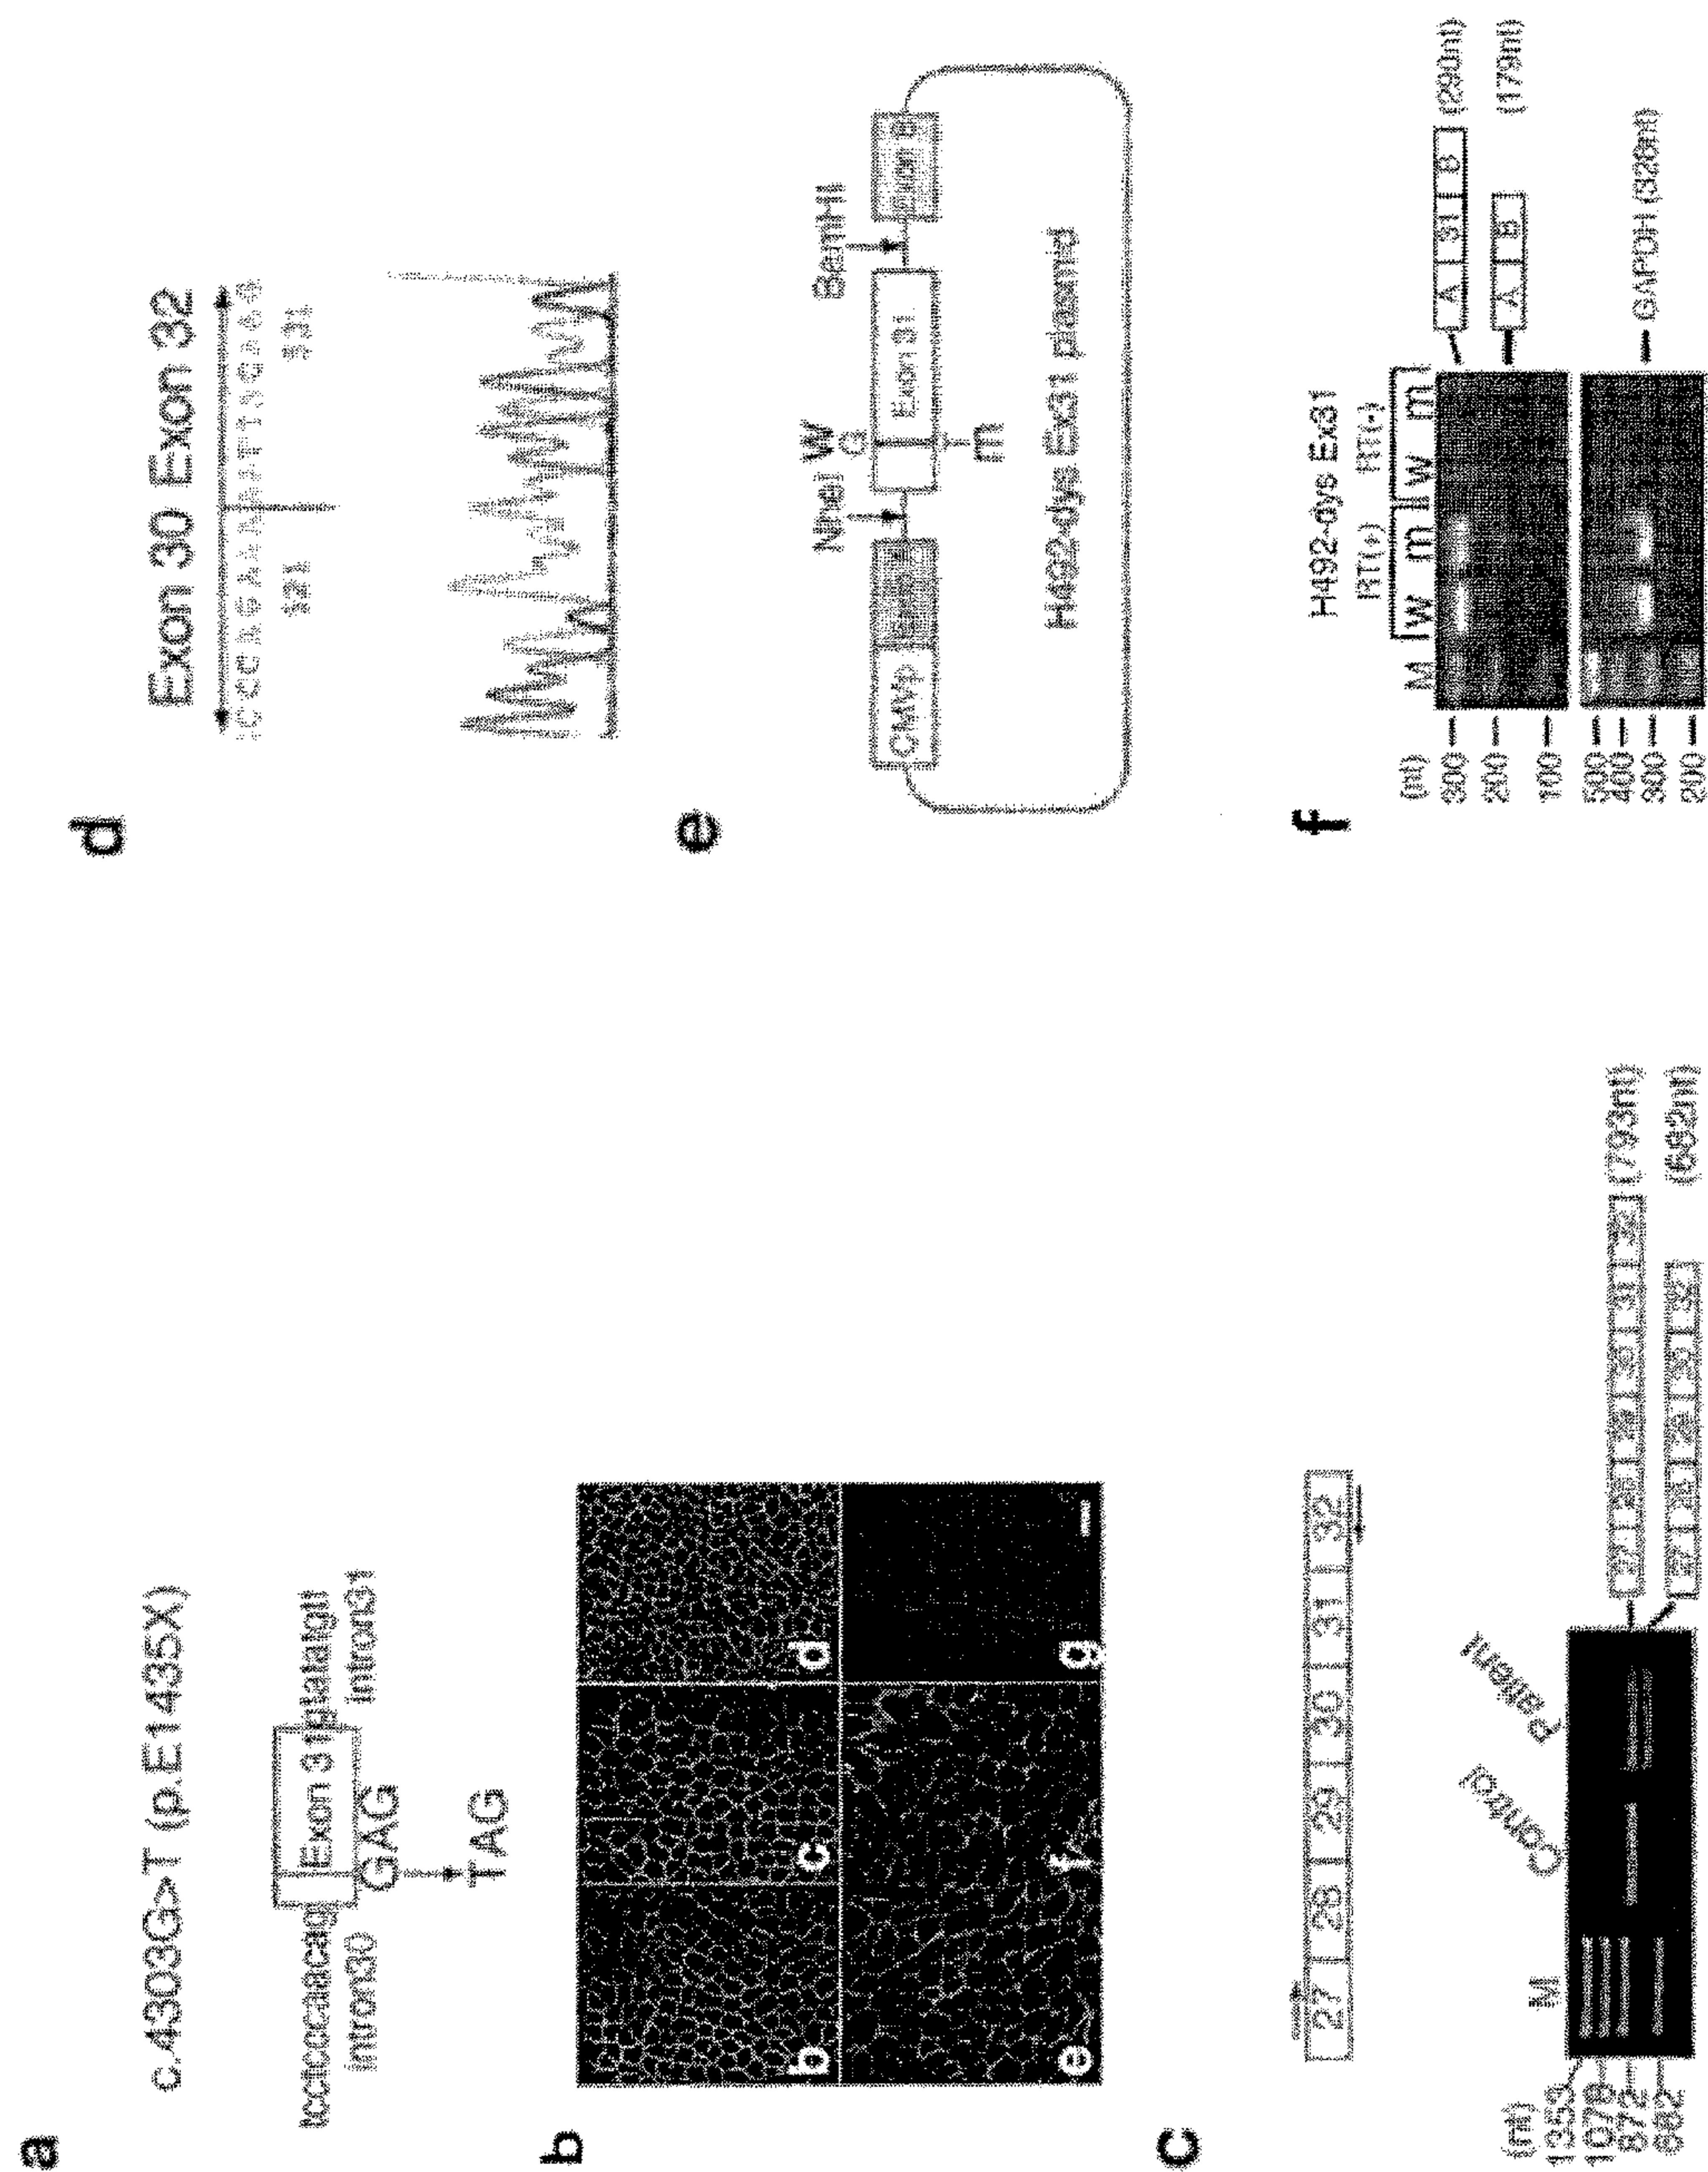 a
c.4303G>T (p.E1435X)
Exon 31
intron30
intron31
GAG
TAG
b
b
c
d
e
f
g
c
27 28 29 30 31 32
(nt)
M
Control
Patient
1353
1078
872
(793nt)
(682nt)
d
Exon 30 Exon 32
e
W
m
NheI
BamHI
CMVp
Exon 31
Exon B
H492-dys Ex31 plasmid
f
H492-dys Ex31
RT(+)
RT(-)
(nt)
M
w
m
w
m
300
200
100
A 31 B (290nt)
A B (179nt)
500
400
300
200
GAPDH